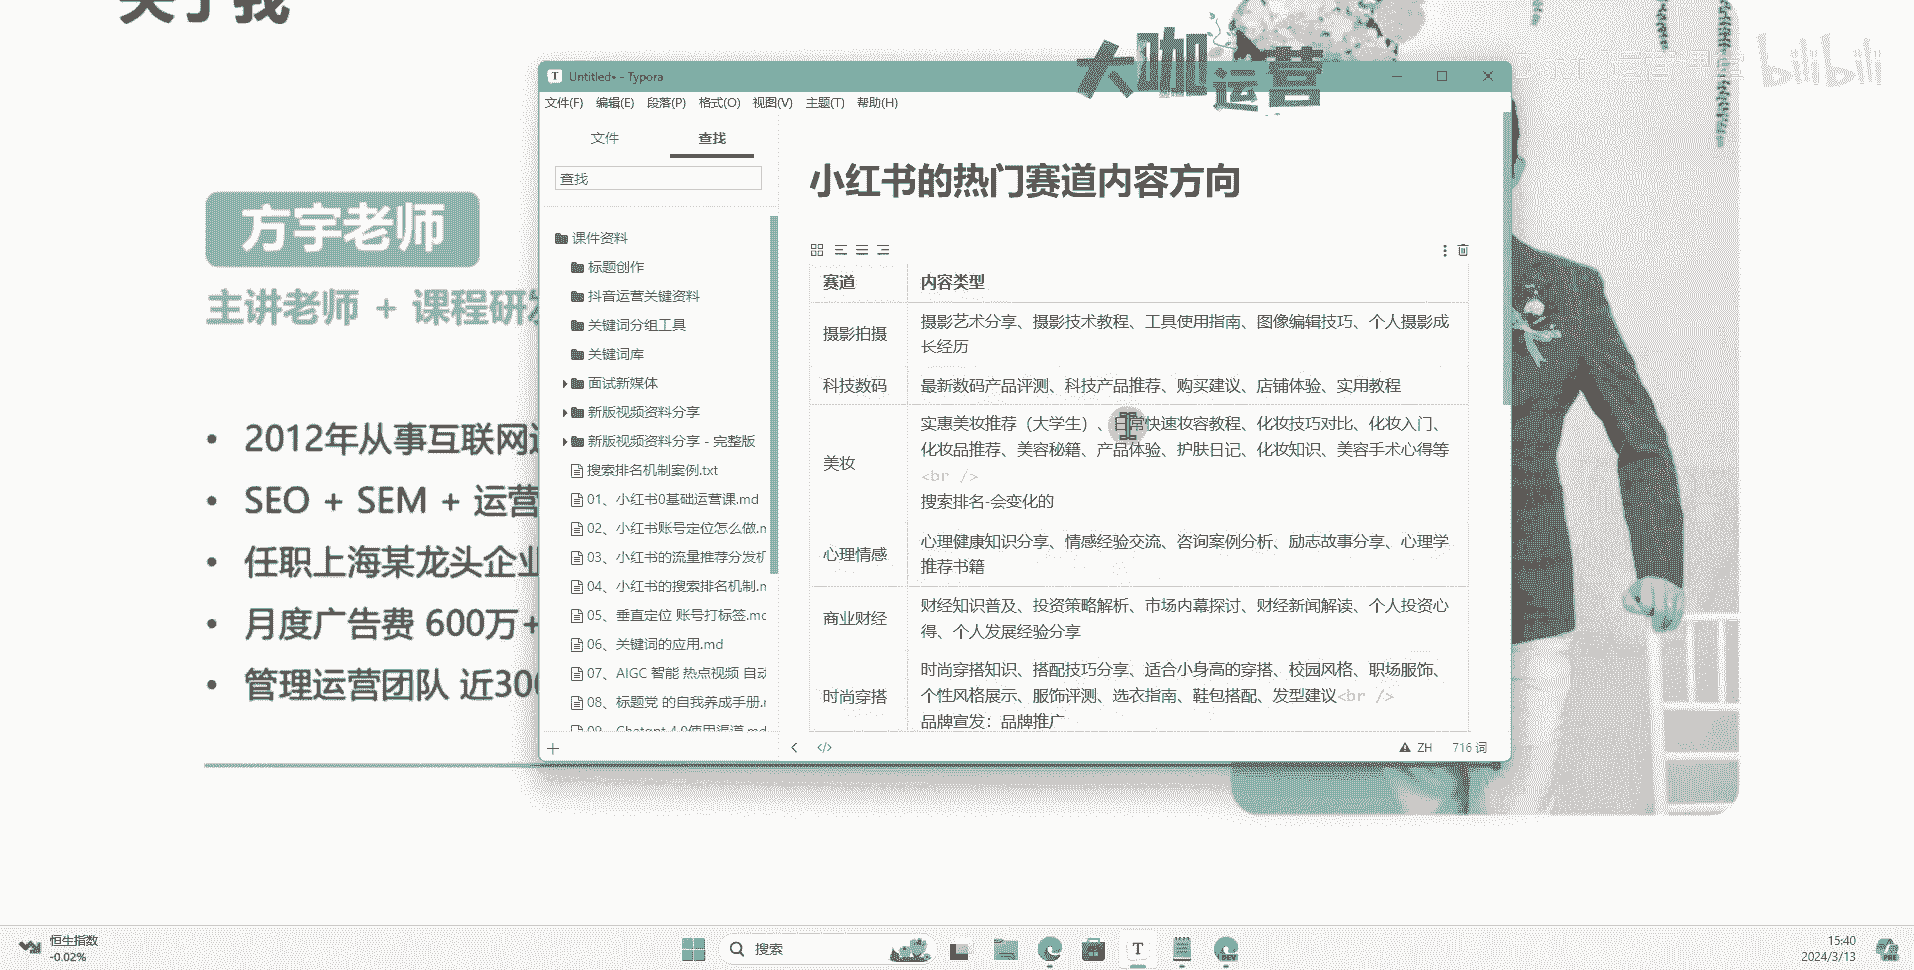 关于我
大咖运营
bilibili
方宇老师
主讲老师 + 课程研发
2012年从事互联网
SEO + SEM + 运营
任职上海某龙头企业
月度广告费 600万+
管理运营团队 近300
Untitled• - Typora
文件(F) 编辑(E) 段落(P) 格式(O) 视图(V) 主题(T) 帮助(H)
文件 查找
查找
课件资料
标题创作
抖音运营关键资料
关键词分组工具
关键词库
面试新媒体
新版视频资料分享
新版视频资料分享 - 完整版
搜索排名机制案例.txt
01、小红书0基础运营课.md
02、小红书账号定位怎么做.m
03、小红书的流量推荐分发机
04、小红书的搜索排名机制.m
05、垂直定位 账号打标签.mc
06、关键词的应用.md
07、AIGC 智能 热点视频 自动
08、标题党 的自我养成手册.r
09、Chatgpt 4.0使用渠道.md
小红书的热门赛道内容方向
赛道 内容类型
摄影拍摄
摄影艺术分享、摄影技术教程、工具使用指南、图像编辑技巧、个人摄影成
长经历
科技数码 最新数码产品评测、科技产品推荐、购买建议、店铺体验、实用教程
美妆
实惠美妆推荐（大学生）、日常快速妆容教程、化妆技巧对比、化妆入门、
化妆品推荐、美容秘籍、产品体验、护肤日记、化妆知识、美容手术心得等
<br />
搜索排名-会变化的
心理情感
心理健康知识分享、情感经验交流、咨询案例分析、励志故事分享、心理学
推荐书籍
商业财经
财经知识普及、投资策略解析、市场内幕探讨、财经新闻解读、个人投资心
得、个人发展经验分享
时尚穿搭
时尚穿搭知识、搭配技巧分享、适合小身高的穿搭、校园风格、职场服饰、
个性风格展示、服饰评测、选衣指南、鞋包搭配、发型建议<br />
品牌宣发：品牌推广
ZH 716 词
恒生指数
-0.02%
搜索
DEV
15:40
2024/3/13
PRE